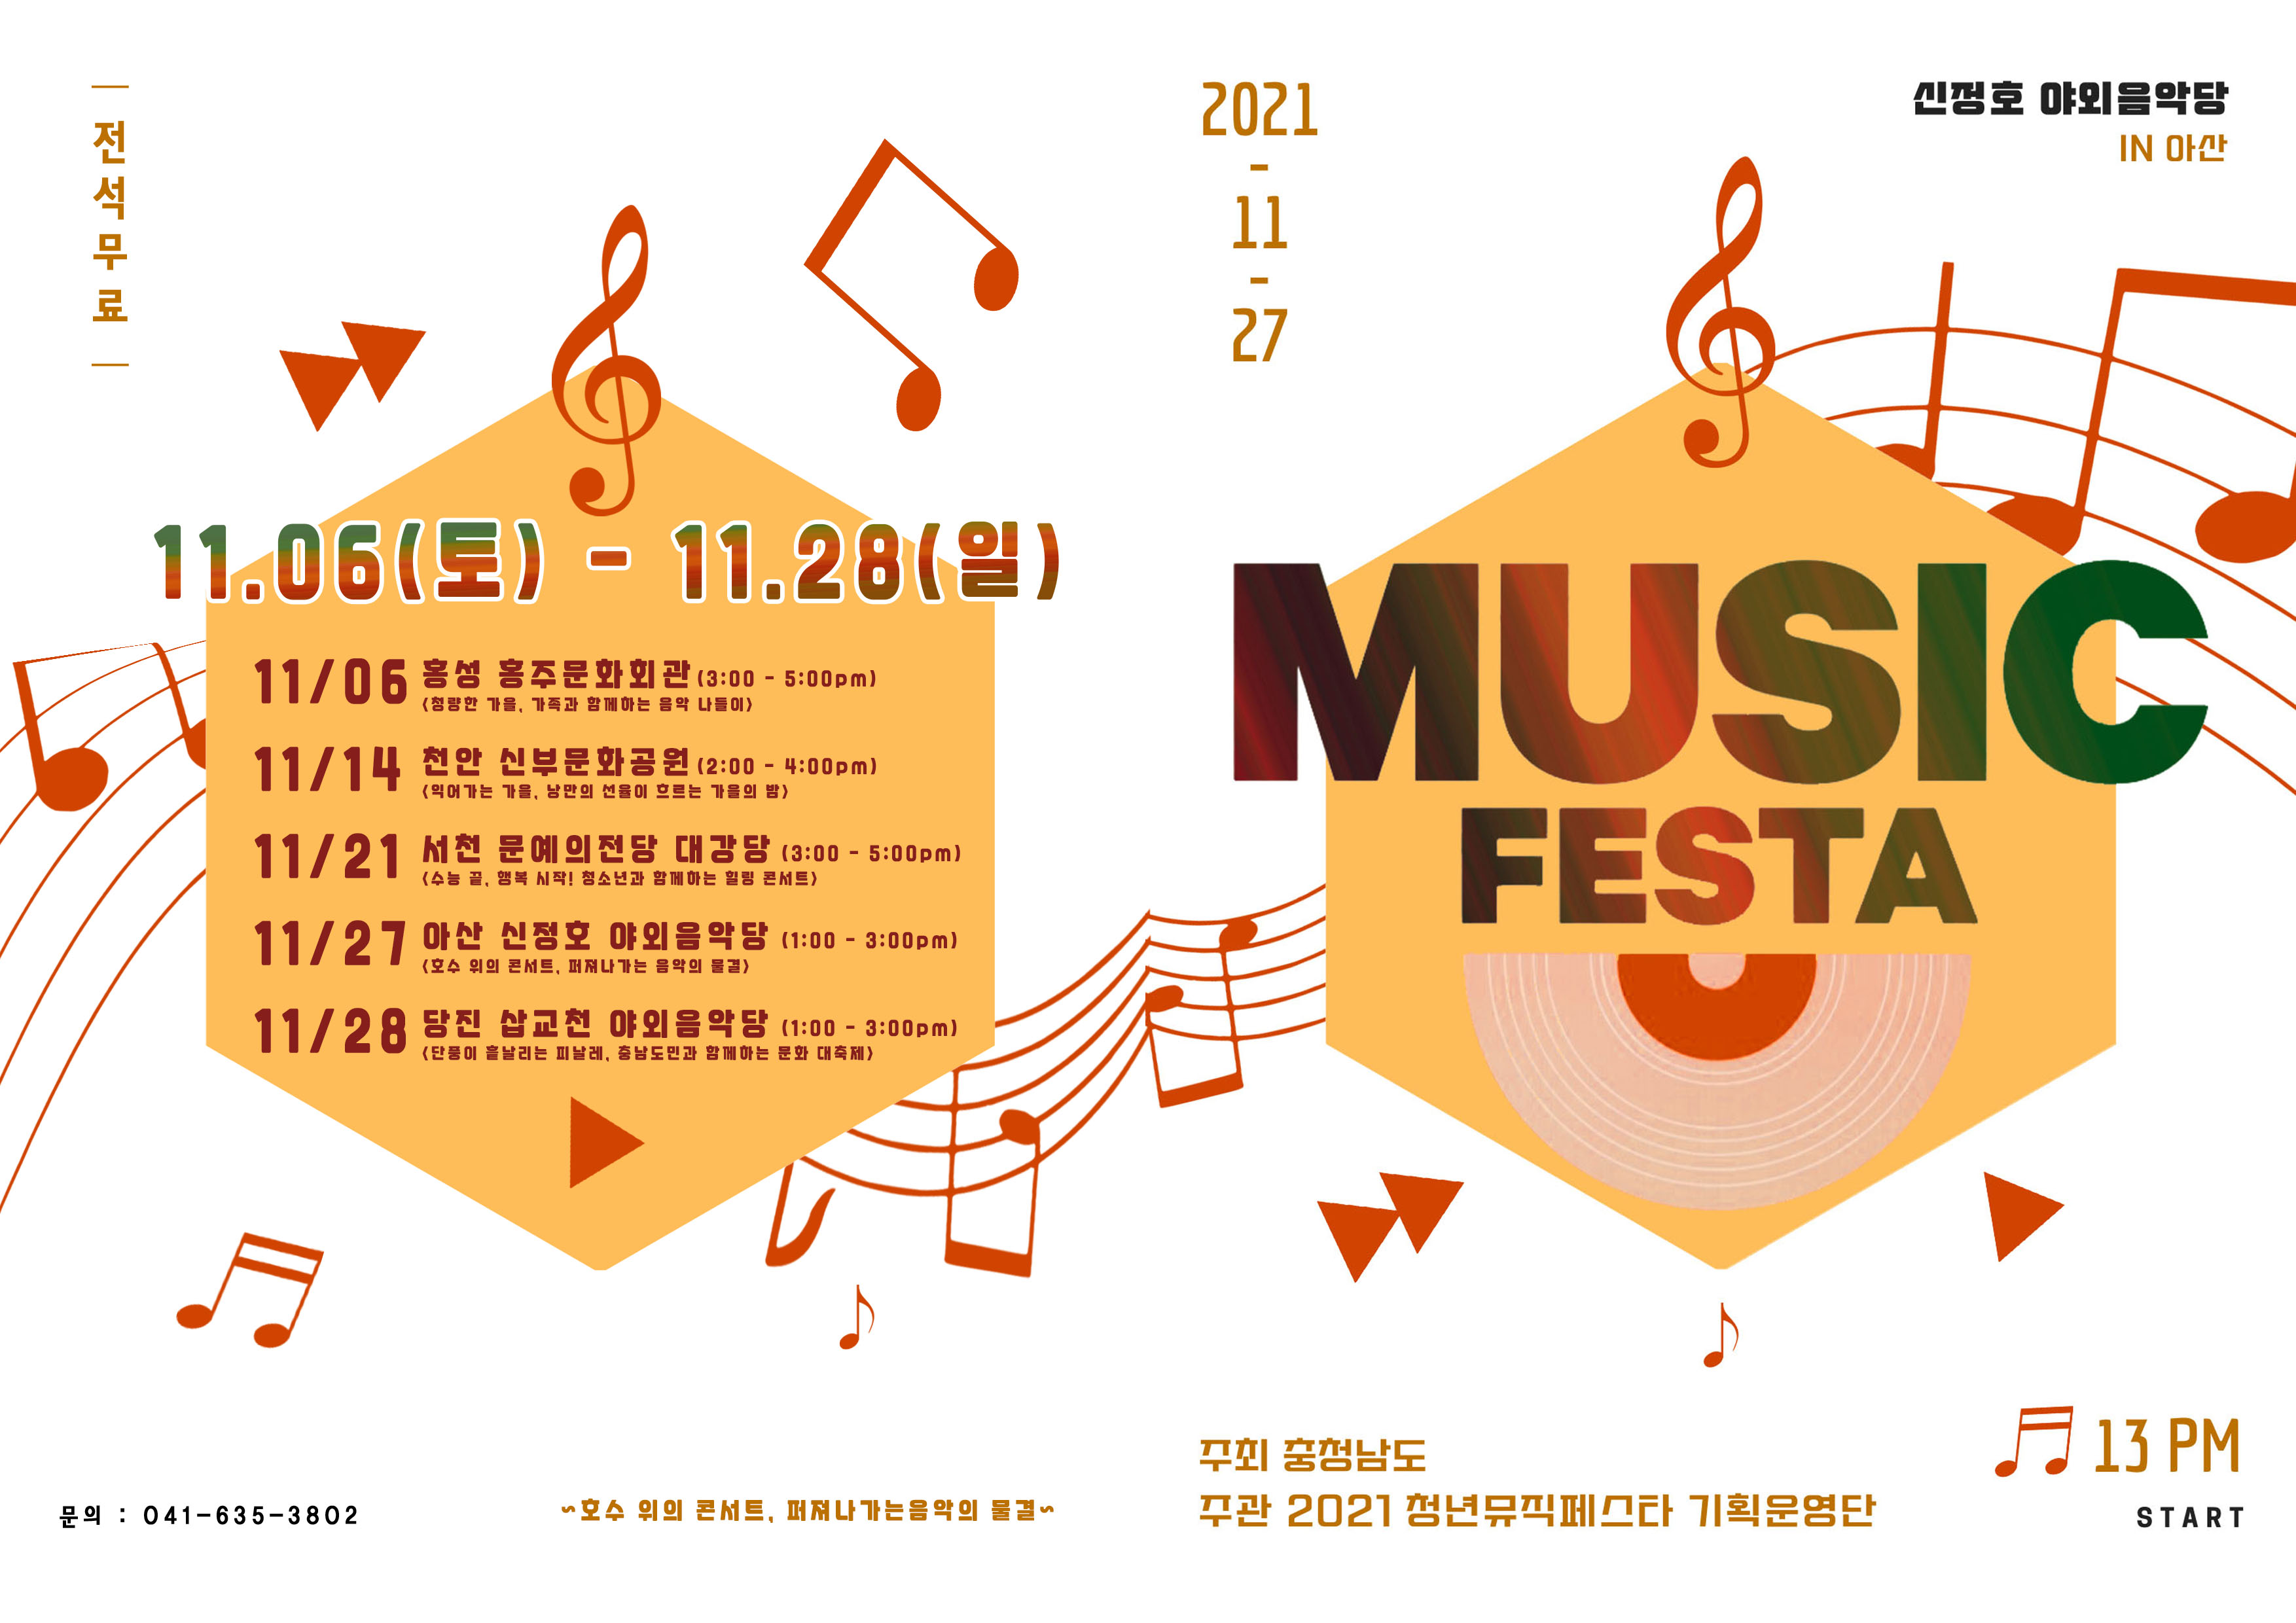 전석무료
11.06(토) - 11.28(일)
11/06 홍성 홍주문화회관 (3:00 - 5:00pm)
(청량한 가을, 가족과 함께하는 음악 나들이)
11/14 천안 신부문화공원 (2:00 - 4:00pm)
(익어가는 가을, 낭만의 선율이 흐르는 가을의 밤)
11/21 서천 문예의전당 대강당 (3:00 - 5:00pm)
(수능 끝, 행복 시작! 청소년과 함께하는 힐링 콘서트)
11/27 아산 신정호 야외음악당 (1:00 - 3:00pm)
(호수 위의 콘서트, 퍼져나가는 음악의 물결)
11/28 당진 삽교천 야외음악당 (1:00 - 3:00pm)
(단풍이 흩날리는 피날레, 충남도민과 함께하는 문화 대축제)
문의 : 041-635-3802
~호수 위의 콘서트, 퍼져나가는음악의 물결~
2021
-
11
-
27
신정호 야외음악당
IN 아산
MUSIC
FESTA
주최 충청남도
주관 2021 청년뮤직페스타 기획운영단
13 PM
START